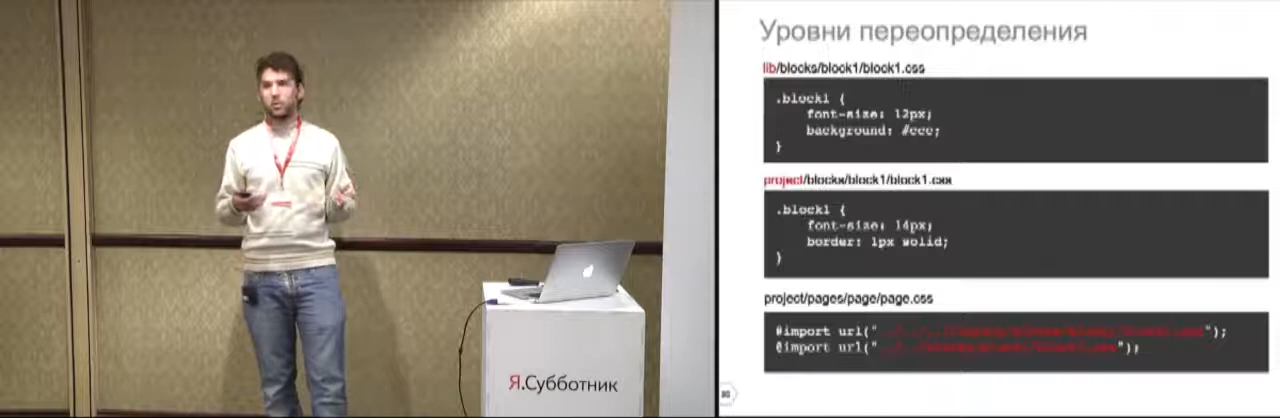 Я.Субботник
Уровни переопределения
lib/blocks/block1/block1.css
.block1 {
font-size: 12px;
background: #ccc;
}
project/blocks/block1/block1.css
.block1 {
font-size: 14px;
border: 1px solid;
}
project/pages/page/page.css
@import url(" ");
@import url(" ");